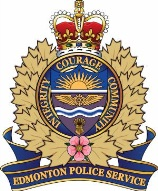 INTEGRITY
COURAGE
COMMUNITY
EDMONTON POLICE SERVICE